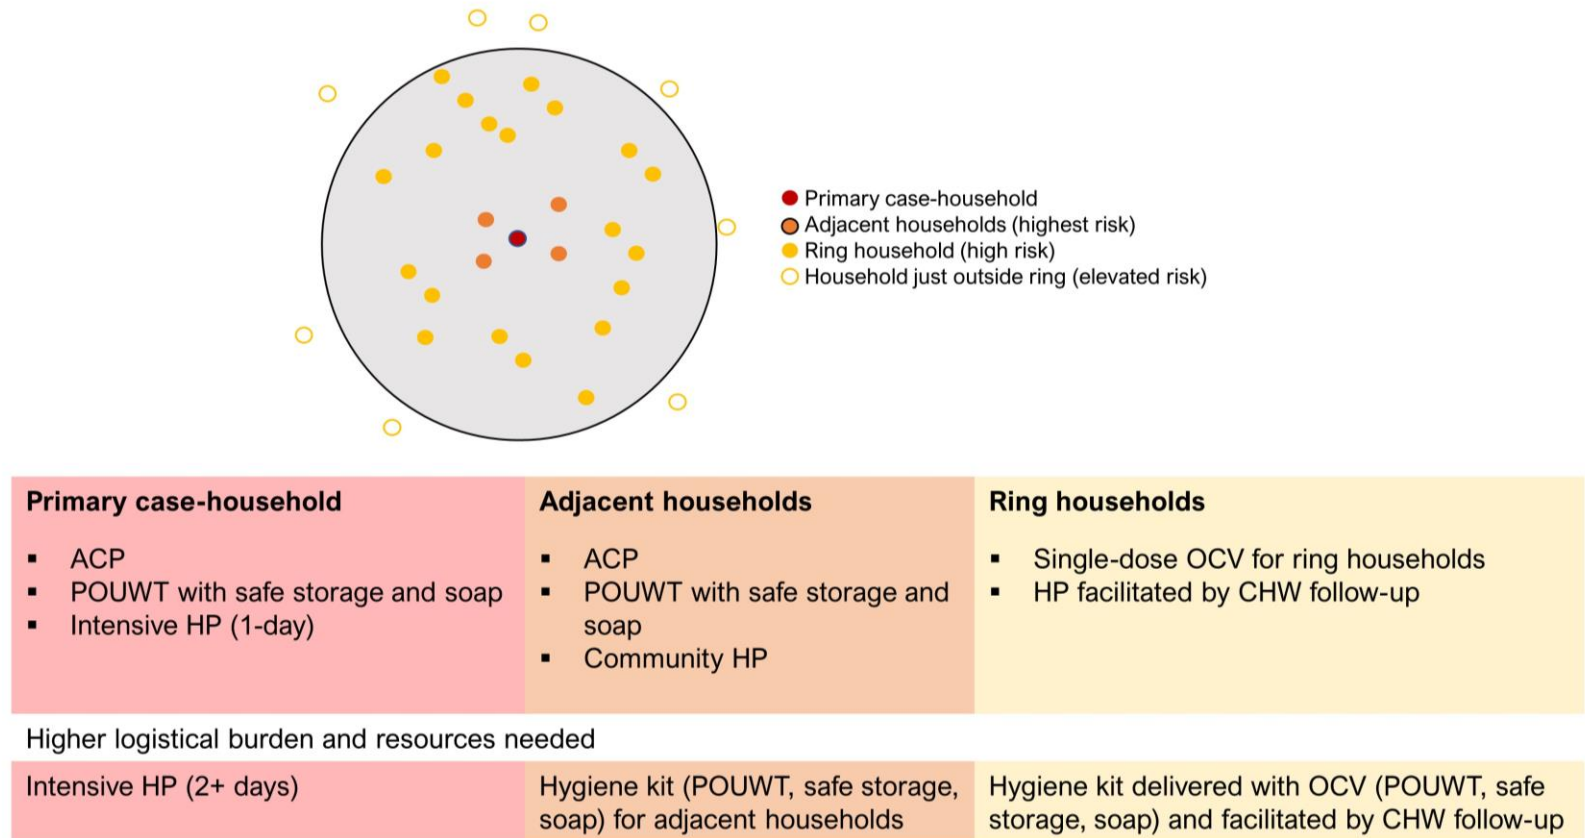 Primary case-household
Adjacent households (highest risk)
Ring household (high risk)
Household just outside ring (elevated risk)
Primary case-household
▪ ACP
▪ POUWT with safe storage and soap
▪ Intensive HP (1-day)
Adjacent households
▪ ACP
▪ POUWT with safe storage and
soap
▪ Community HP
Ring households
▪ Single-dose OCV for ring households
▪ HP facilitated by CHW follow-up
Higher logistical burden and resources needed
Intensive HP (2+ days)
Hygiene kit (POUWT, safe storage,
soap) for adjacent households
Hygiene kit delivered with OCV (POUWT, safe
storage, soap) and facilitated by CHW follow-up